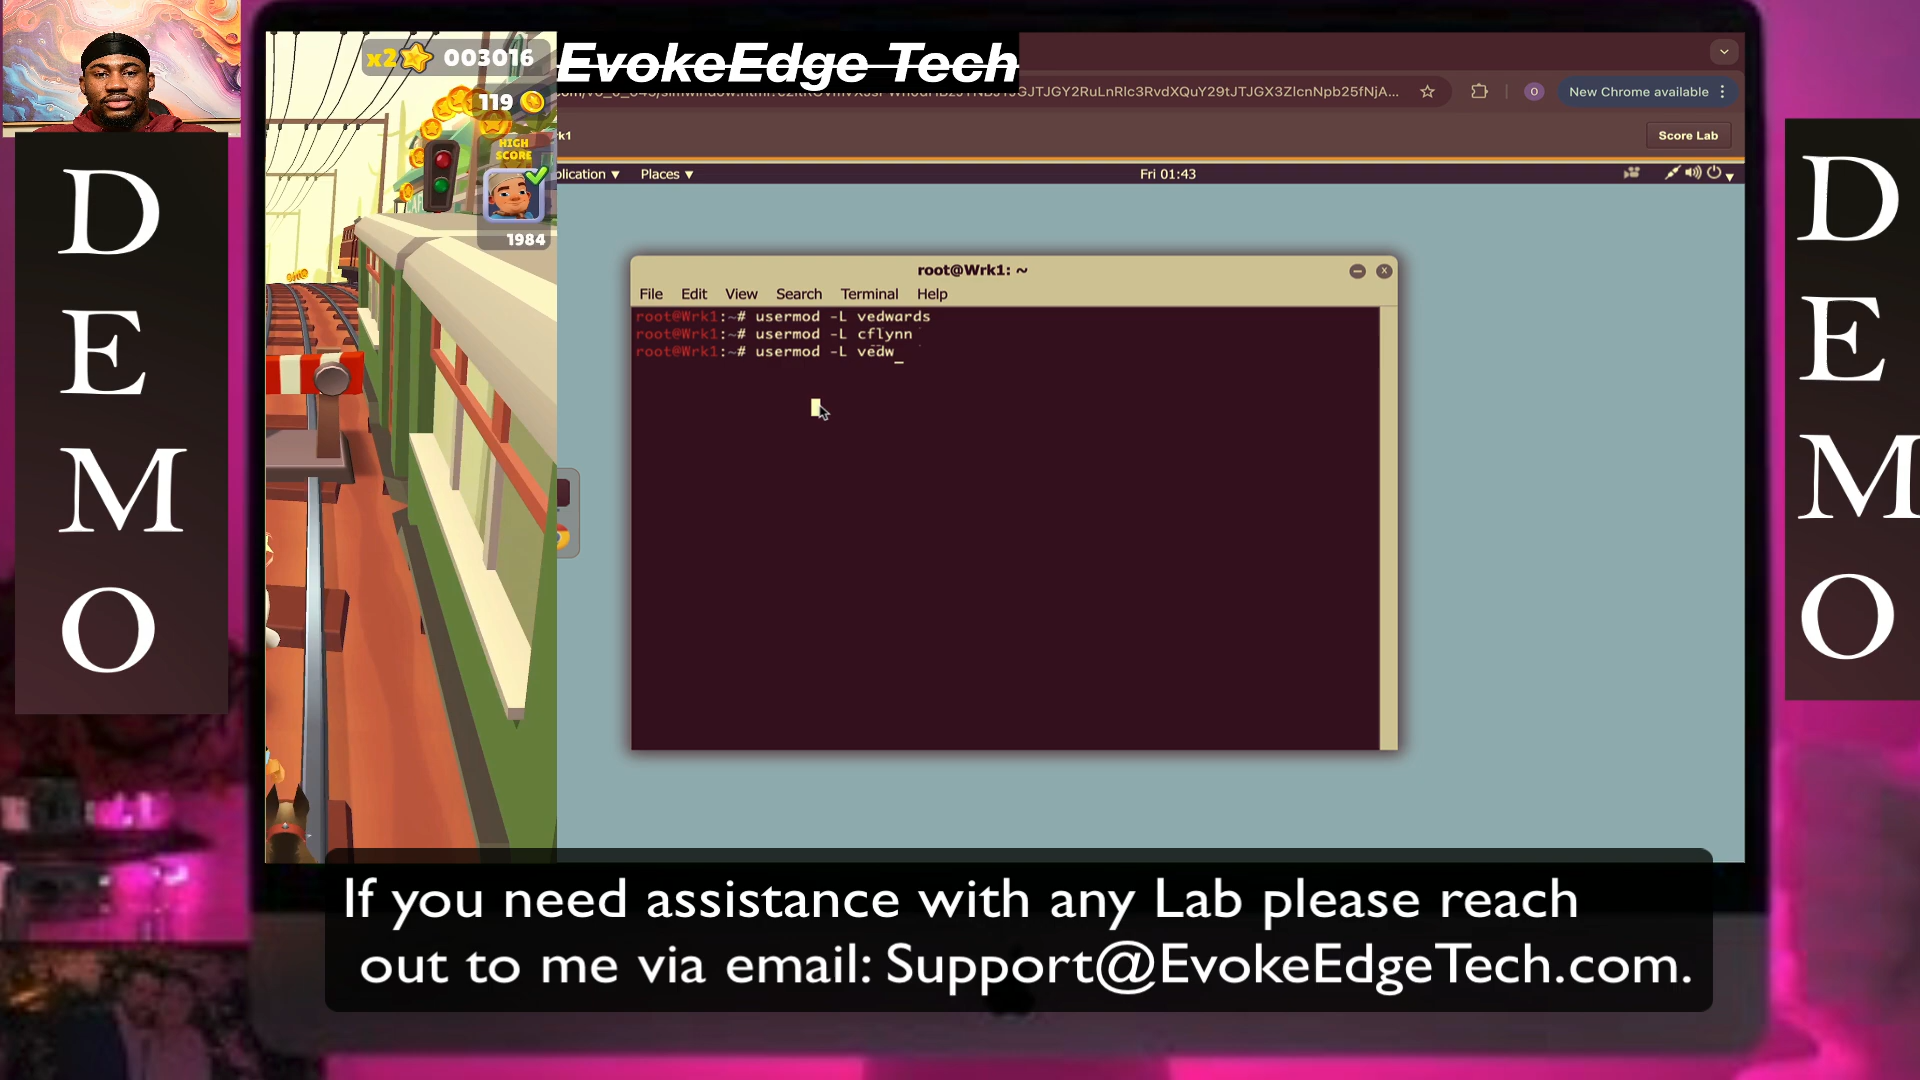 x2 003016
119
HIGH
SCORE
1984
EvokeEdge Tech
New Chrome available
Score Lab
Places
Fri 01:43
root@Wrk1: ~
File Edit View Search Terminal Help
root@Wrk1:~# usermod -L vedwards
root@Wrk1:~# usermod -L cflynn
root@Wrk1:~# usermod -L vedw_
D
E
M
O
D
E
M
O
If you need assistance with any Lab please reach
out to me via email: Support@EvokeEdgeTech.com.